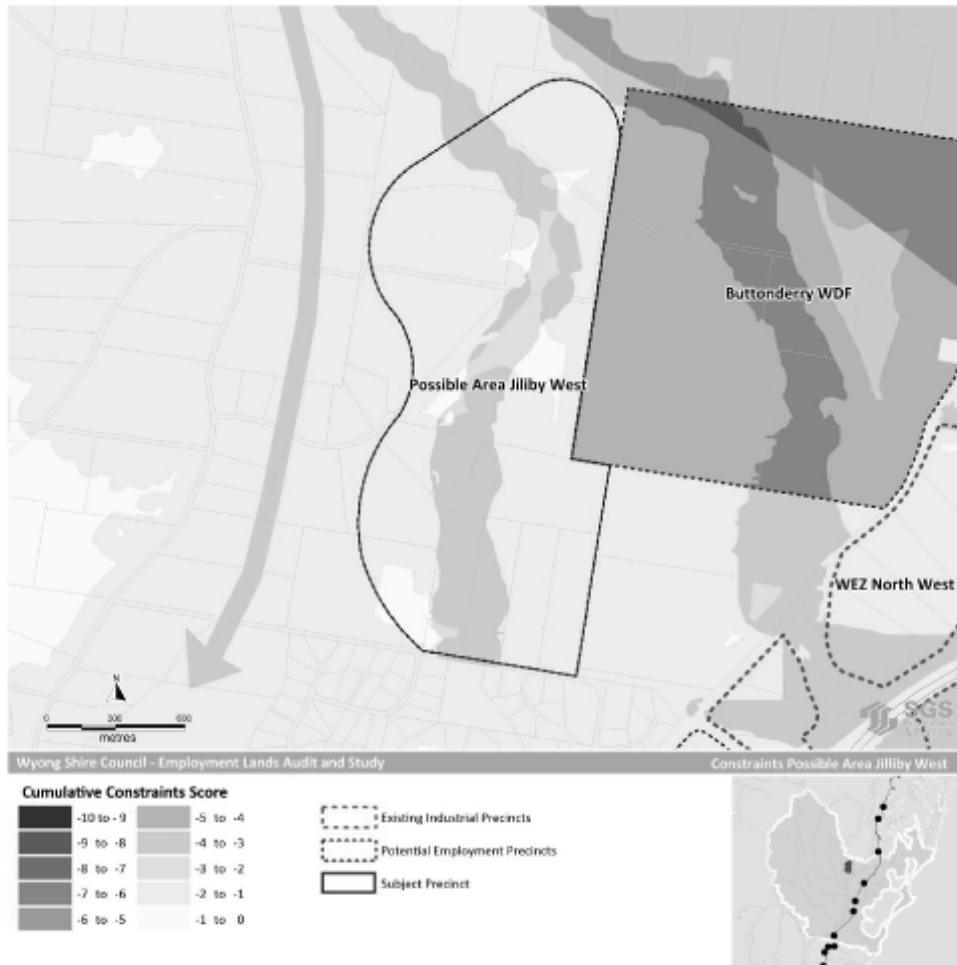 Buttonderry WDF
Possible Area Jiliby West
WEZ North West
N
0 300 600
metres
SGS
Wyong Shire Council - Employment Lands Audit and Study
Constraints Possible Area Jilliby West
Cumulative Constraints Score
-10 to - 9
-9 to -8
-8 to -7
-7 to -6
-6 to -5
-5 to -4
-4 to -3
-3 to -2
-2 to -1
-1 to 0
Existing Industrial Precincts
Potential Employment Precincts
Subject Precinct